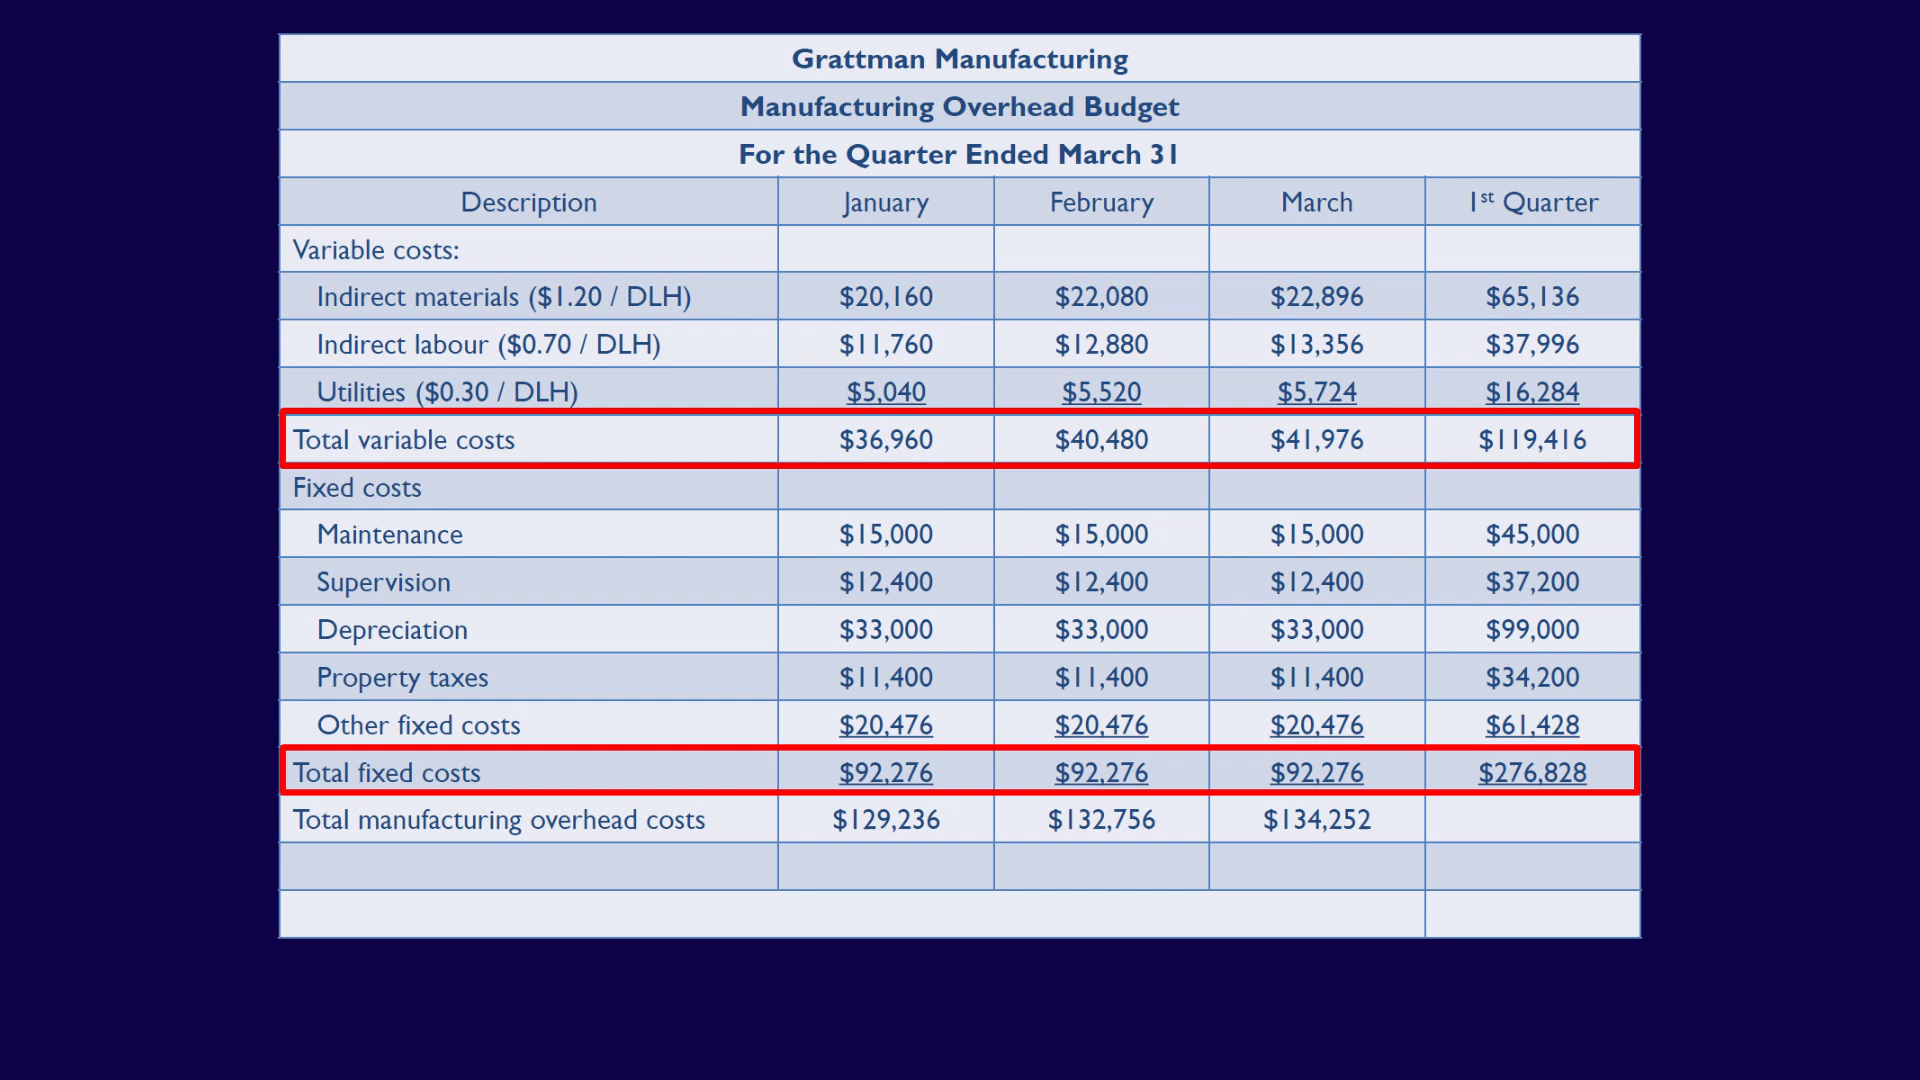 Grattman Manufacturing
Manufacturing Overhead Budget
For the Quarter Ended March 31
Description January February March 1st Quarter
Variable costs:
Indirect materials ($1.20 / DLH) $20,160 $22,080 $22,896 $65,136
Indirect labour ($0.70 / DLH) $11,760 $12,880 $13,356 $37,996
Utilities ($0.30 / DLH) $5,040 $5,520 $5,724 $16,284
Total variable costs $36,960 $40,480 $41,976 $119,416
Fixed costs
Maintenance $15,000 $15,000 $15,000 $45,000
Supervision $12,400 $12,400 $12,400 $37,200
Depreciation $33,000 $33,000 $33,000 $99,000
Property taxes $11,400 $11,400 $11,400 $34,200
Other fixed costs $20,476 $20,476 $20,476 $61,428
Total fixed costs $92,276 $92,276 $92,276 $276,828
Total manufacturing overhead costs $129,236 $132,756 $134,252